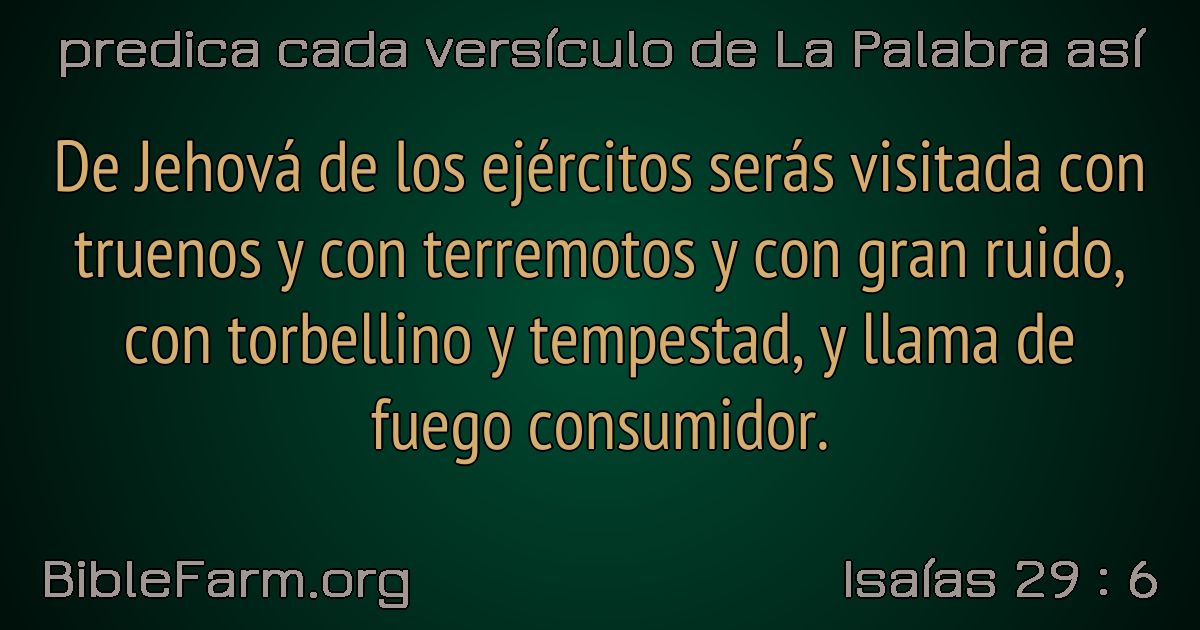 predica cada versículo de La Palabra así
De Jehová de los ejércitos serás visitada con
truenos y con terremotos y con gran ruido,
con torbellino y tempestad, y llama de
fuego consumidor.
BibleFarm.org
Isaías 29 : 6